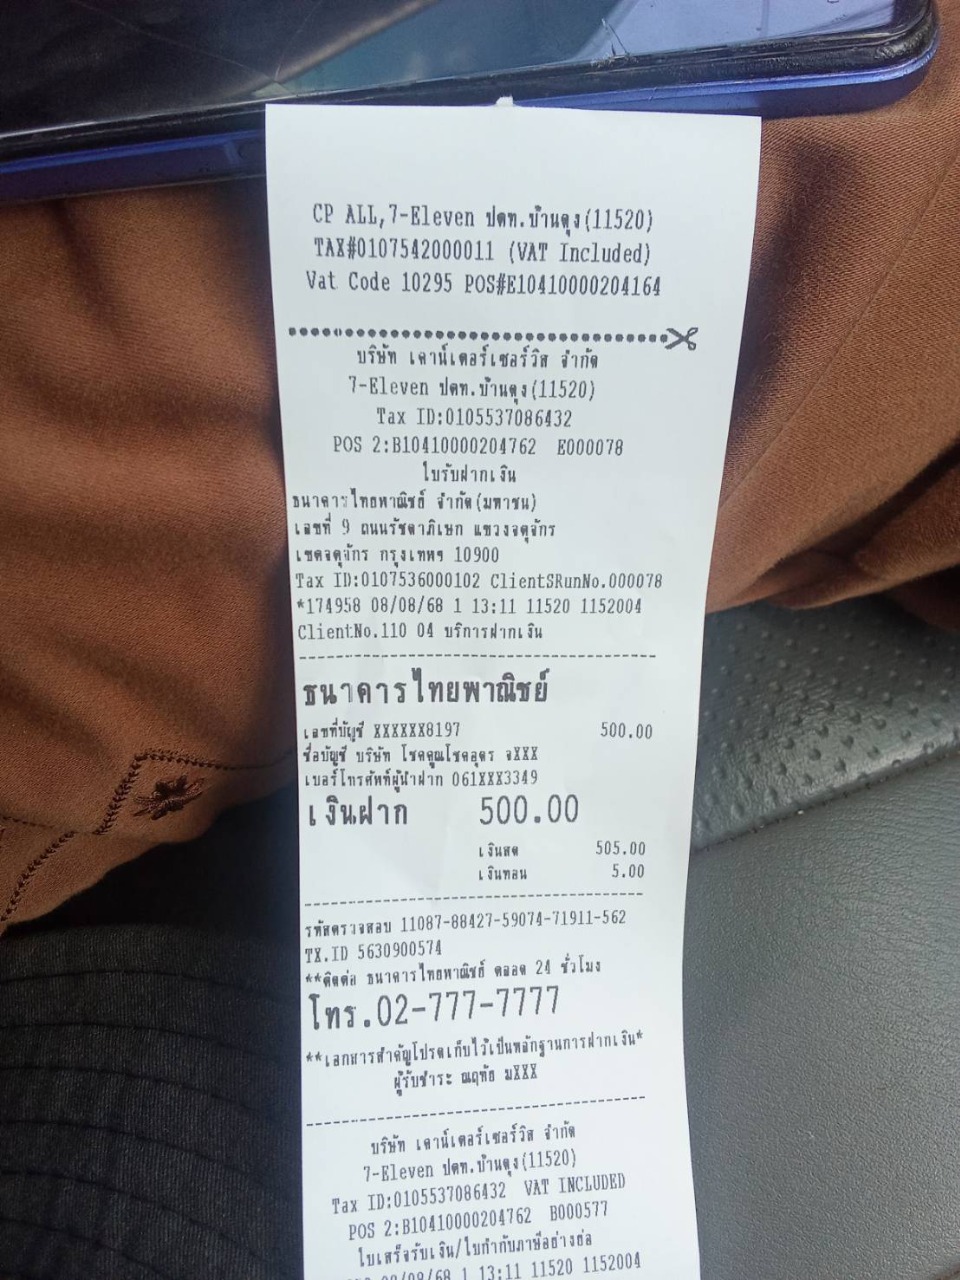 CP ALL,7-Eleven ปตท.บ้านดุง(11520)
TAX#0107542000011 (VAT Included)
Vat Code 10295 POS#E10410000204164
บริษัท เคาน์เตอร์เซอร์วิส จำกัด
7-Eleven ปตท.บ้านดุง(11520)
Tax ID:0105537086432
POS 2:B10410000204762 E000078
ใบรับฝากเงิน
ธนาคารไทยพาณิชย์ จำกัด(มหาชน)
เลขที่ 9 ถนนรัชดาภิเษก แขวงจตุจักร
เขตจตุจักร กรุงเทพฯ 10900
Tax ID:0107536000102 ClientSRunNo.000078
*174958 08/08/68 1 13:11 11520 1152004
ClientNo.110 04 บริการฝากเงิน
ธนาคารไทยพาณิชย์
เลขที่บัญชี XXXXXX8197 500.00
ชื่อบัญชี บริษัท โชคคูณโชคอุดร จXXX
เบอร์โทรศัพท์ผู้นำฝาก 061XXX3349
เงินฝาก 500.00
เงินสด 505.00
เงินทอน 5.00
รหัสตรวจสอบ 11087-88427-59074-71911-562
TX.ID 5630900574
**ติดต่อ ธนาคารไทยพาณิชย์ ตลอด 24 ชั่วโมง
โทร.02-777-7777
**เอกสารสำคัญโปรดเก็บไว้เป็นหลักฐานการฝากเงิน*
ผู้รับชำระ ณฤทัย มXXX
บริษัท เคาน์เตอร์เซอร์วิส จำกัด
7-Eleven ปตท.บ้านดุง(11520)
Tax ID:0105537086432 VAT INCLUDED
POS 2:B10410000204762 B000577
ใบเสร็จรับเงิน/ใบกำกับภาษีอย่างย่อ
08/08/68 1 13:11 11520 1152004